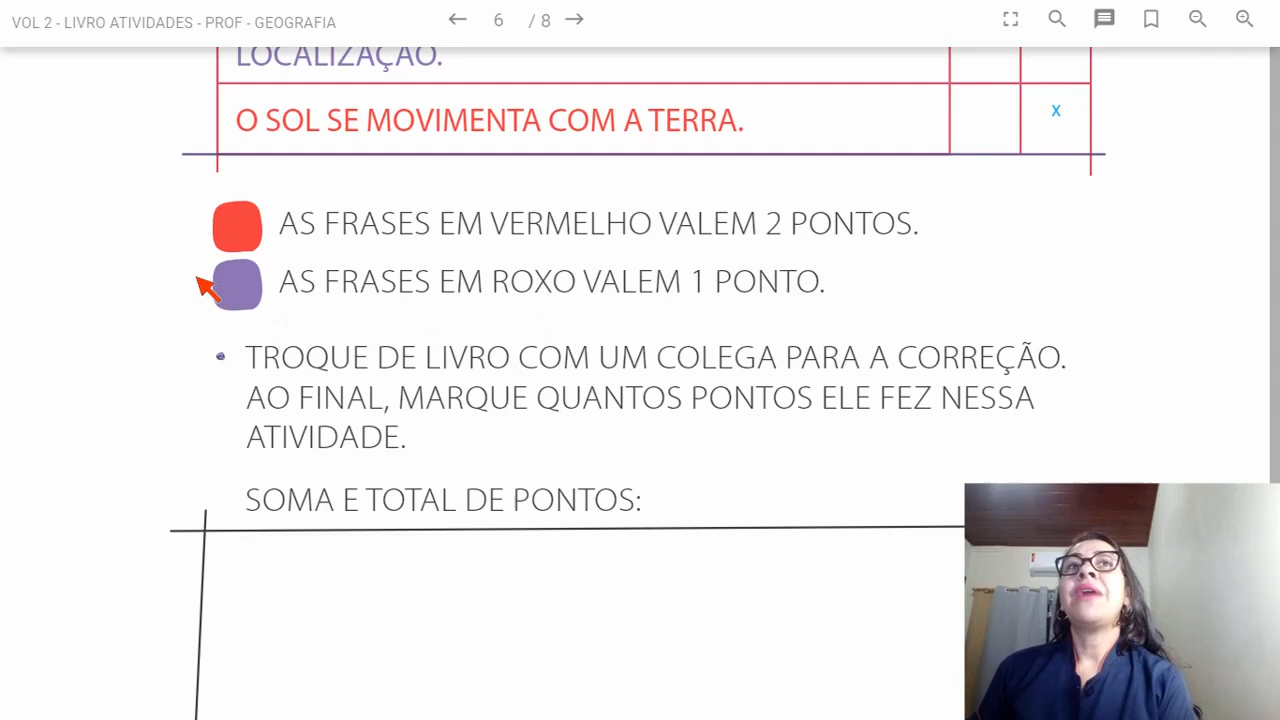 VOL 2 - LIVRO ATIVIDADES - PROF - GEOGRAFIA
6 / 8
LOCALIZAÇÃO.
O SOL SE MOVIMENTA COM A TERRA.
x
AS FRASES EM VERMELHO VALEM 2 PONTOS.
AS FRASES EM ROXO VALEM 1 PONTO.
• TROQUE DE LIVRO COM UM COLEGA PARA A CORREÇÃO.
AO FINAL, MARQUE QUANTOS PONTOS ELE FEZ NESSA
ATIVIDADE.
SOMA E TOTAL DE PONTOS: